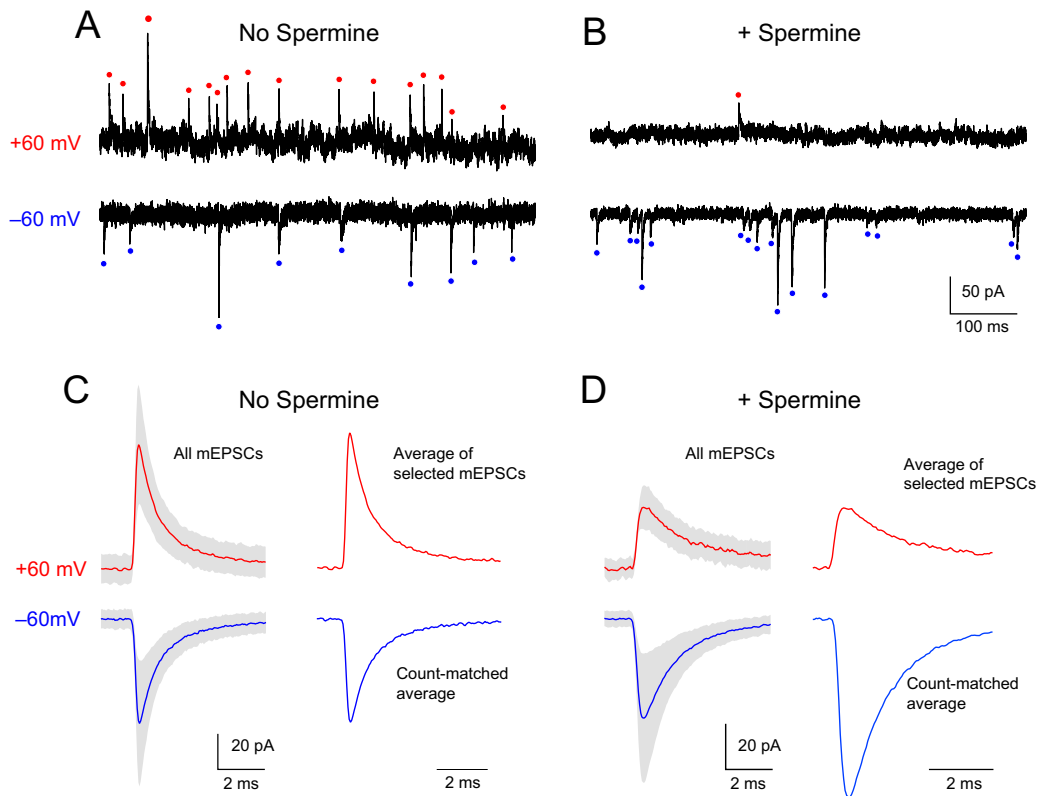 A
No Spermine
B
+ Spermine
+60 mV
–60 mV
50 pA
100 ms
C
No Spermine
D
+ Spermine
All mEPSCs
Average of
selected mEPSCs
All mEPSCs
Average of
selected mEPSCs
+60 mV
–60mV
Count-matched
average
Count-matched
average
20 pA
2 ms
2 ms
20 pA
2 ms
2 ms